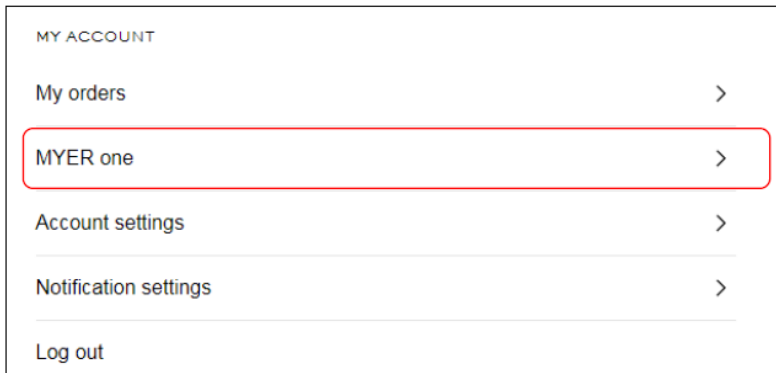 MY ACCOUNT
My orders
MYER one
Account settings
Notification settings
Log out